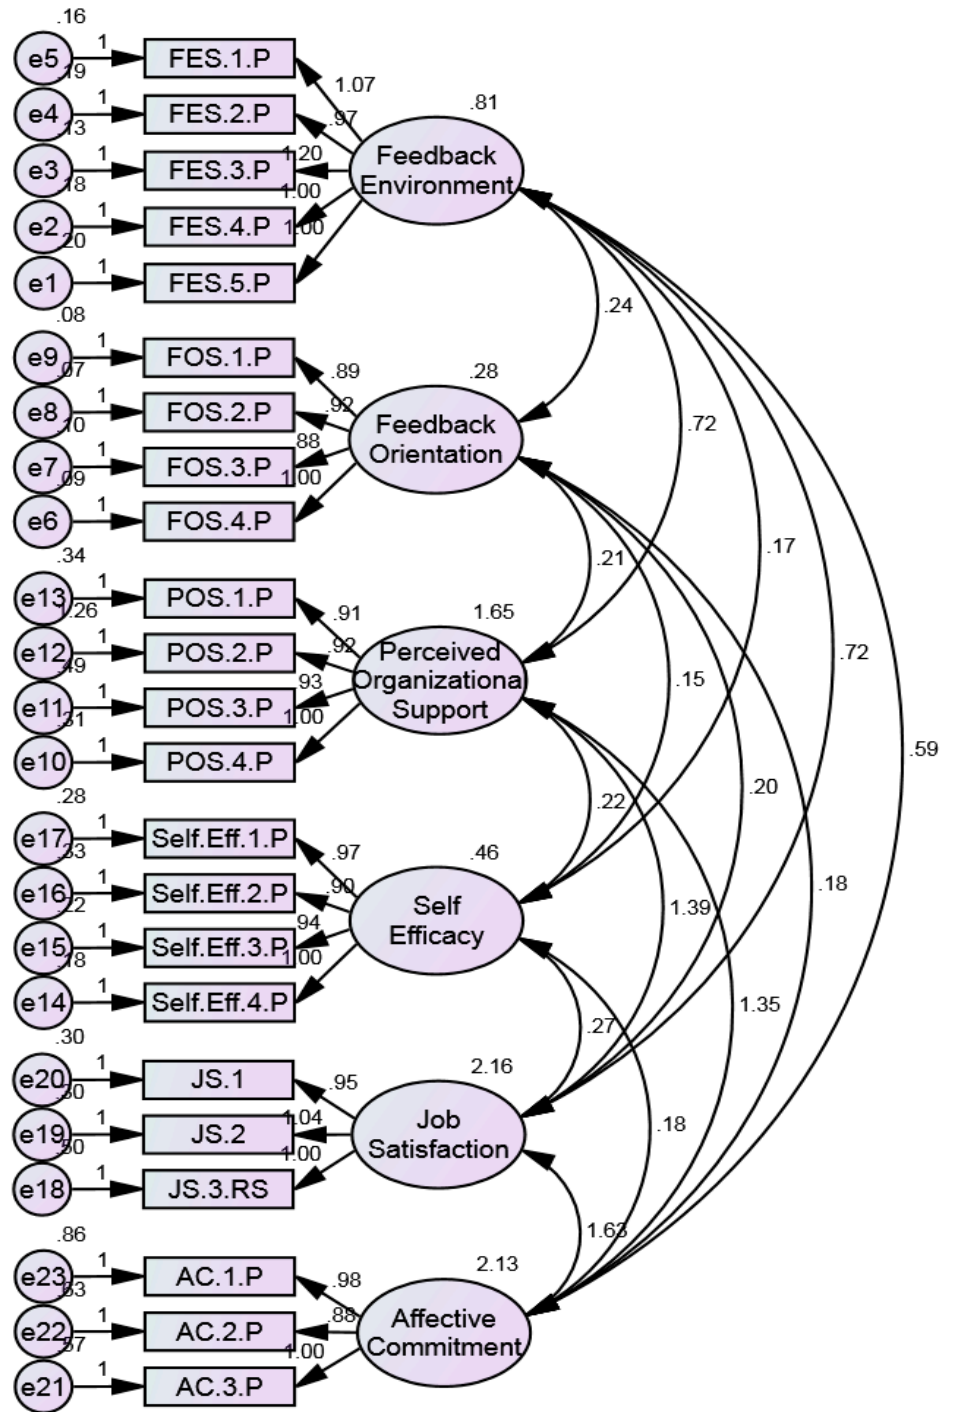 .16
e5
1
FES.1.P
1.07
.81
.19
e4
1
FES.2.P
.97
.13
e3
1
FES.3.P
1.20
Feedback
Environment
.18
e2
1
FES.4.P
1.00
.20
e1
1
FES.5.P
1.00
.24
.08
e9
1
FOS.1.P
.89
.28
.07
e8
1
FOS.2.P
.92
Feedback
Orientation
.72
.10
e7
1
FOS.3.P
.88
.09
e6
1
FOS.4.P
1.00
.17
.34
e13
1
POS.1.P
.91
1.65
.21
1.26
e12
1
POS.2.P
.92
Perceived
Organizational
Support
.72
.49
e11
1
POS.3.P
.93
.15
.31
e10
1
POS.4.P
1.00
.59
.28
e17
1
Self.Eff.1.P
.97
.46
.22
.20
.33
e16
1
Self.Eff.2.P
.90
Self
Efficacy
.18
.22
e15
1
Self.Eff.3.P
.94
1.39
.18
e14
1
Self.Eff.4.P
1.00
1.35
.30
e20
1
JS.1
.95
2.16
.27
.30
e19
1
JS.2
1.04
Job
Satisfaction
.18
.50
e18
1
JS.3.RS
1.00
.86
e23
1
AC.1.P
.98
2.13
1.63
.63
e22
1
AC.2.P
.88
Affective
Commitment
.57
e21
1
AC.3.P
1.00